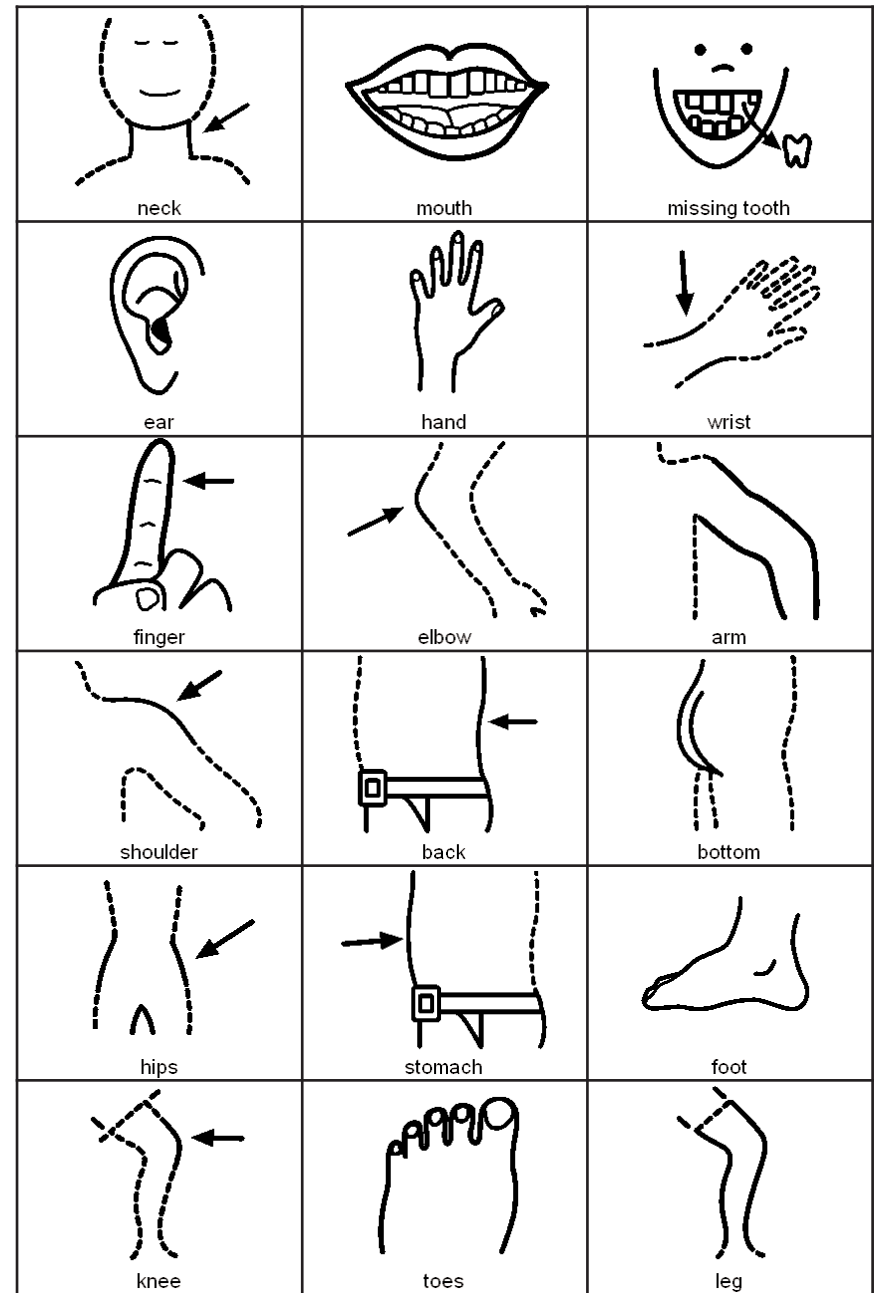 neck
mouth
missing tooth
ear
hand
wrist
finger
elbow
arm
shoulder
back
bottom
hips
stomach
foot
knee
toes
leg